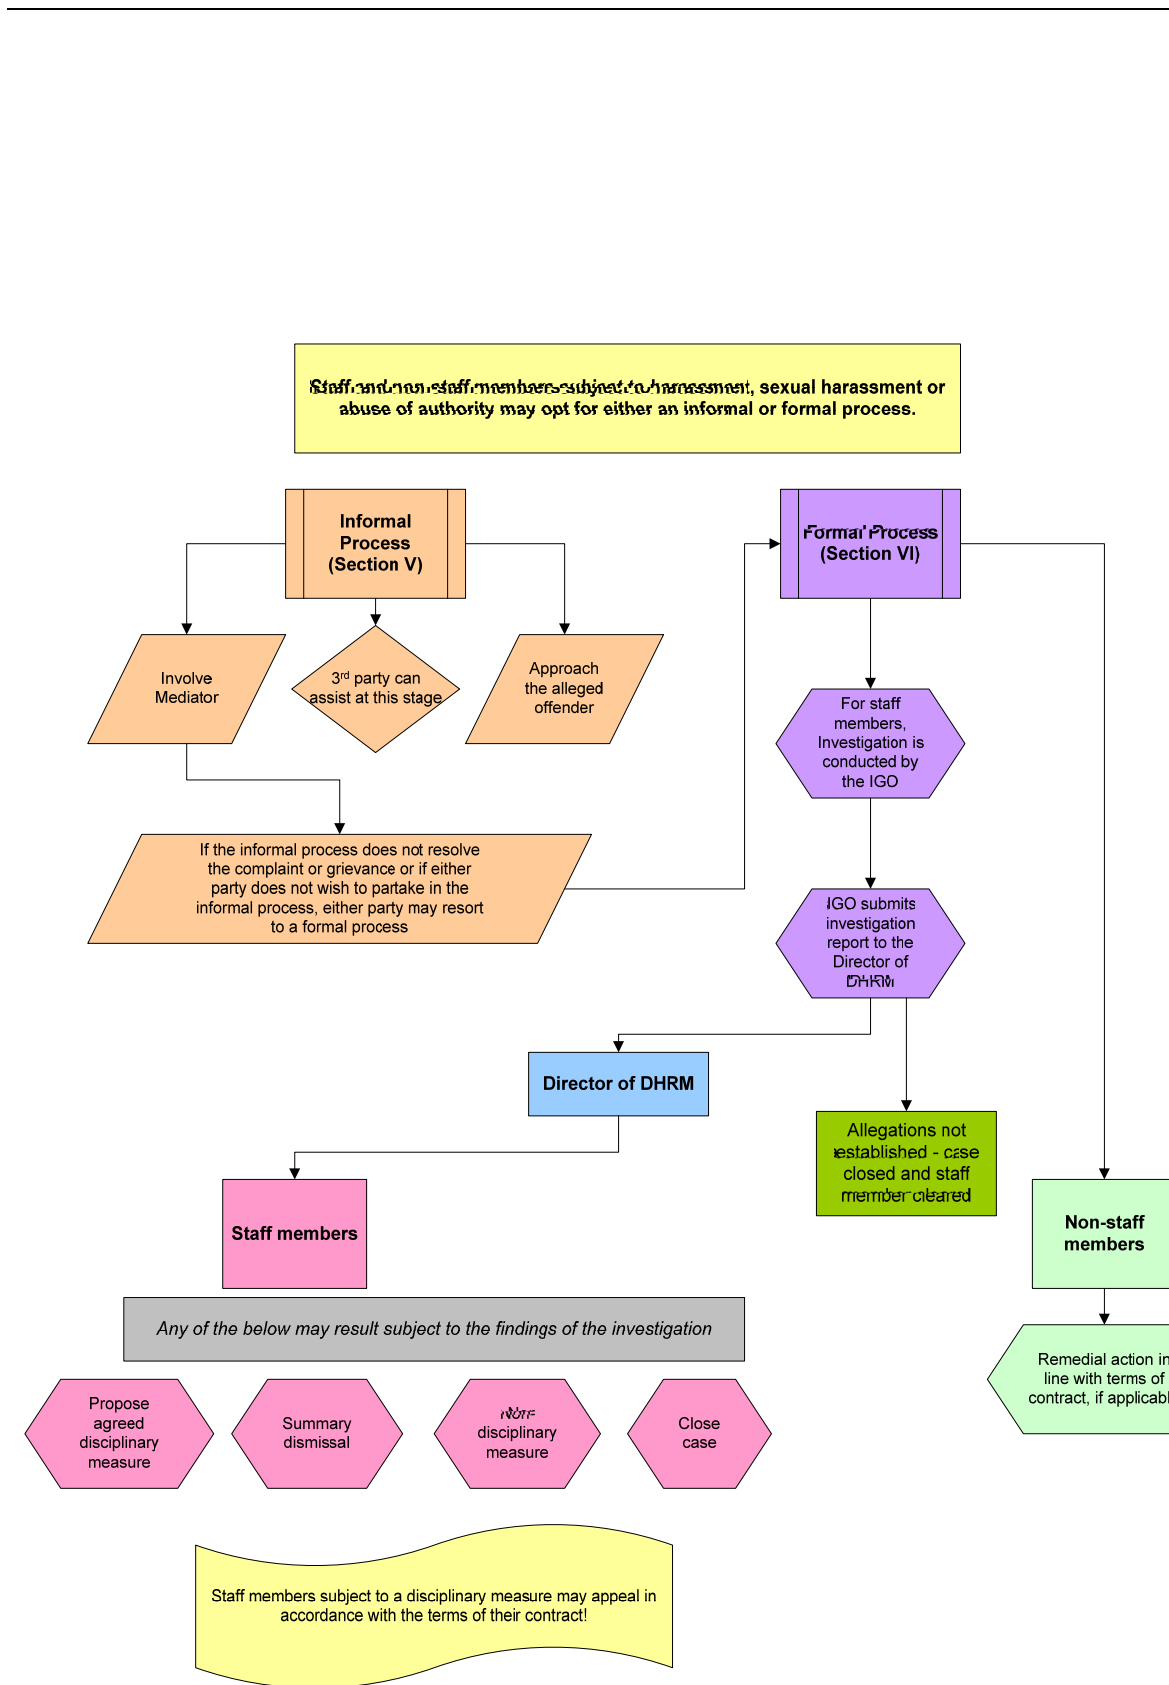 Staff and non-staff members subject to harassment, sexual harassment or
abuse of authority may opt for either an informal or formal process.
Informal
Process
(Section V)
Formal Process
(Section VI)
Involve
Mediator
3rd party can
assist at this stage
Approach
the alleged
offender
For staff
members,
Investigation is
conducted by
the IGO
If the informal process does not resolve
the complaint or grievance or if either
party does not wish to partake in the
informal process, either party may resort
to a formal process
IGO submits
investigation
report to the
Director of
DHRM
Director of DHRM
Allegations not
established - case
closed and staff
member cleared
Staff members
Non-staff
members
Any of the below may result subject to the findings of the investigation
Remedial action in
line with terms of
contract, if applicabl
Propose
agreed
disciplinary
measure
Summary
dismissal
Non-
disciplinary
measure
Close
case
Staff members subject to a disciplinary measure may appeal in
accordance with the terms of their contract!